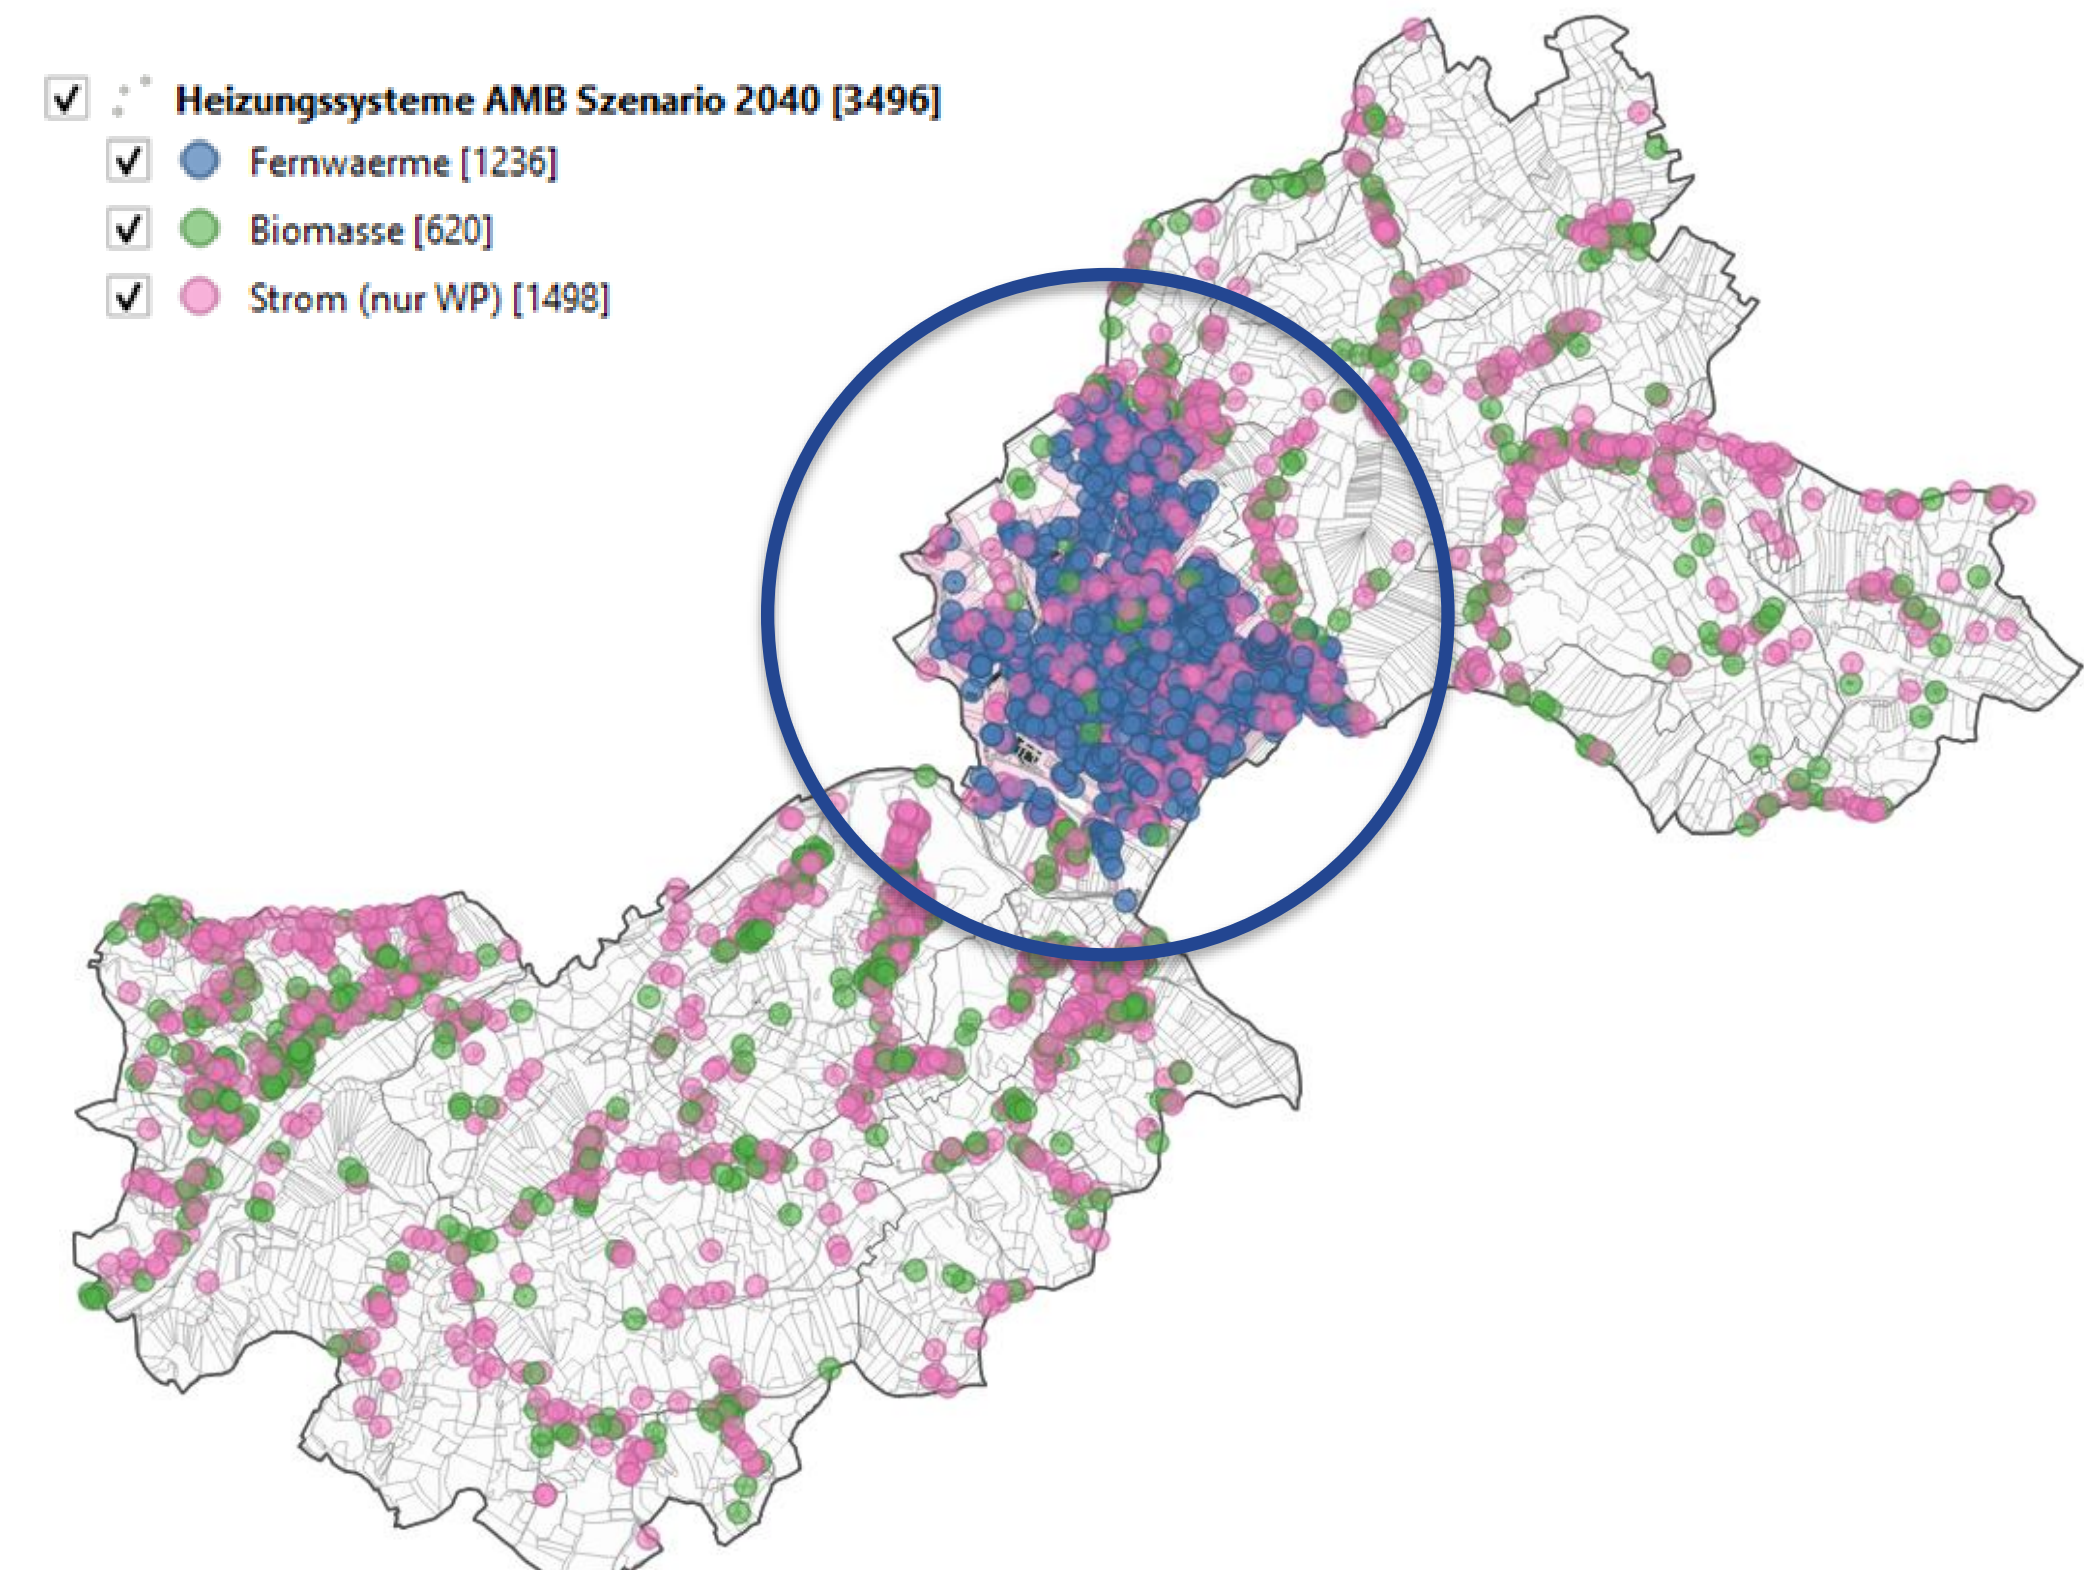 Heizungssysteme AMB Szenario 2040 [3496]
Fernwaerme [1236]
Biomasse [620]
Strom (nur WP) [1498]